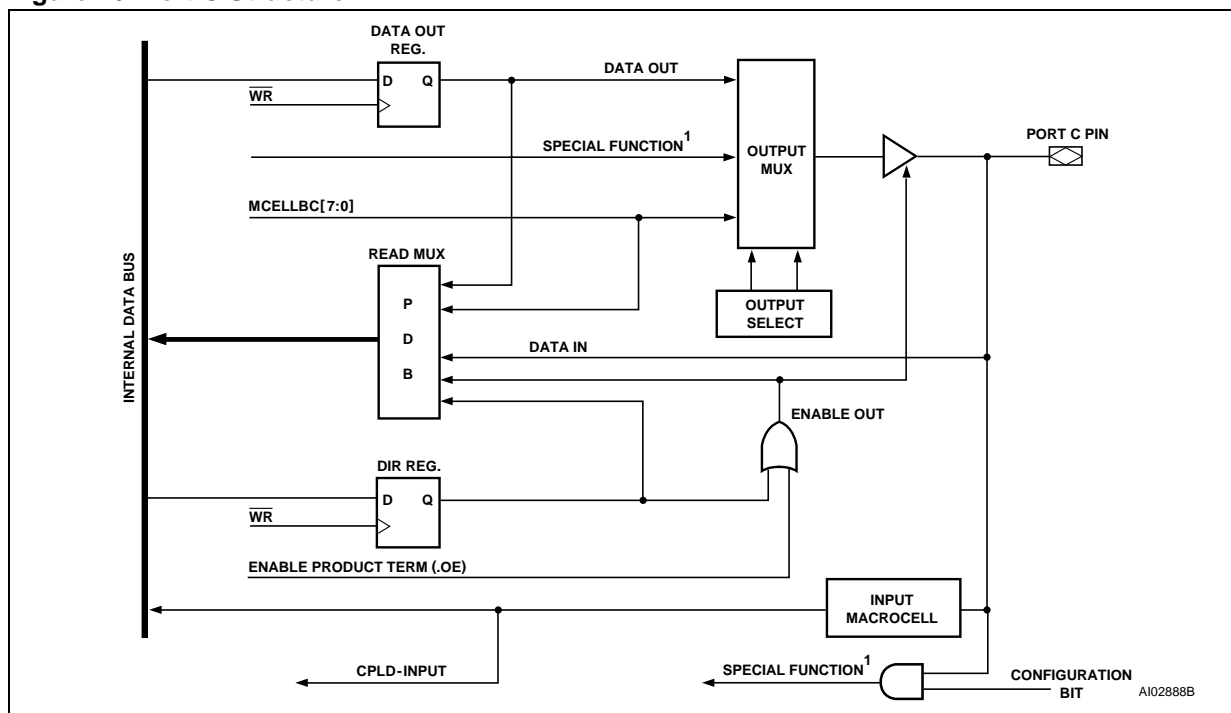 DATA OUT
REG.
D Q
WR
DATA OUT
SPECIAL FUNCTION1
OUTPUT
MUX
PORT C PIN
MCELLBC[7:0]
READ MUX
P
D
B
OUTPUT
SELECT
INTERNAL DATA BUS
DATA IN
ENABLE OUT
DIR REG.
D Q
WR
ENABLE PRODUCT TERM (.OE)
INPUT
MACROCELL
CPLD-INPUT
SPECIAL FUNCTION1
CONFIGURATION
BIT
AI02888B